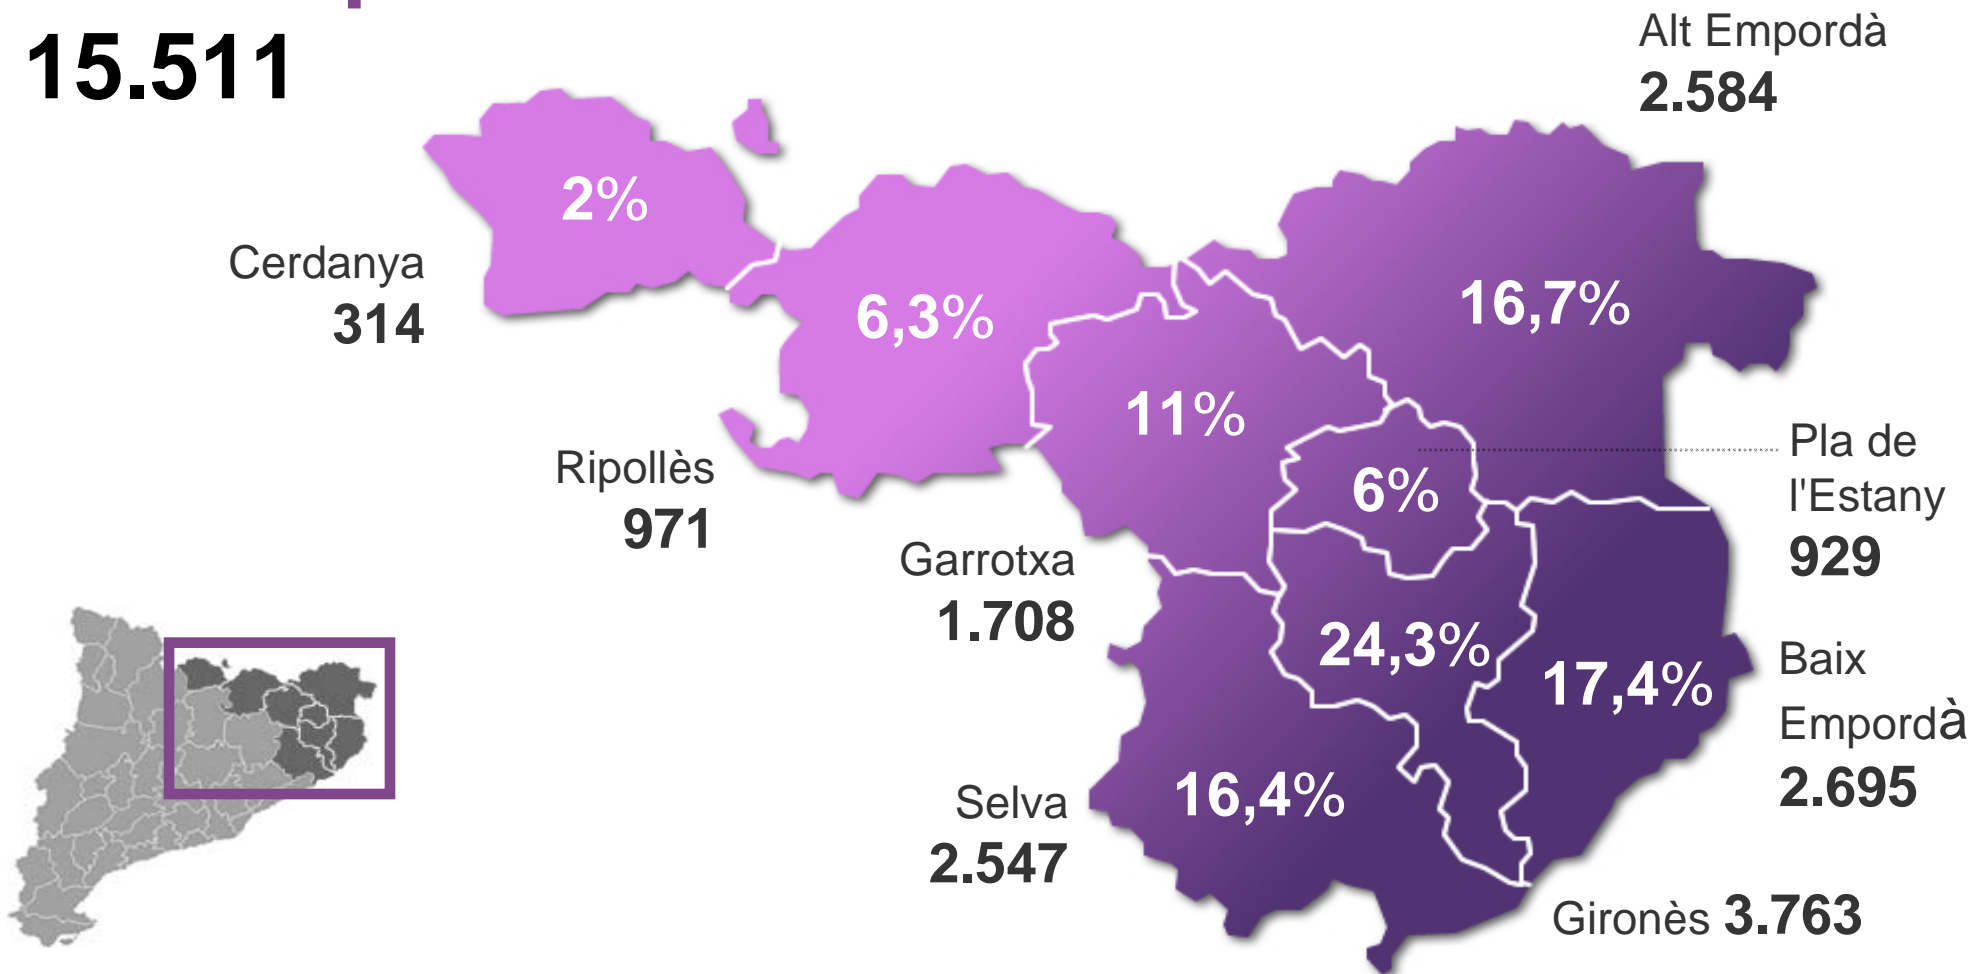 15.511
Alt Empordà
2.584
2%
Cerdanya
314
6,3%
16,7%
11%
Ripollès
971
6%
Pla de
l'Estany
929
Garrotxa
1.708
24,3%
17,4%
Baix
Empordà
2.695
16,4%
Selva
2.547
Gironès 3.763